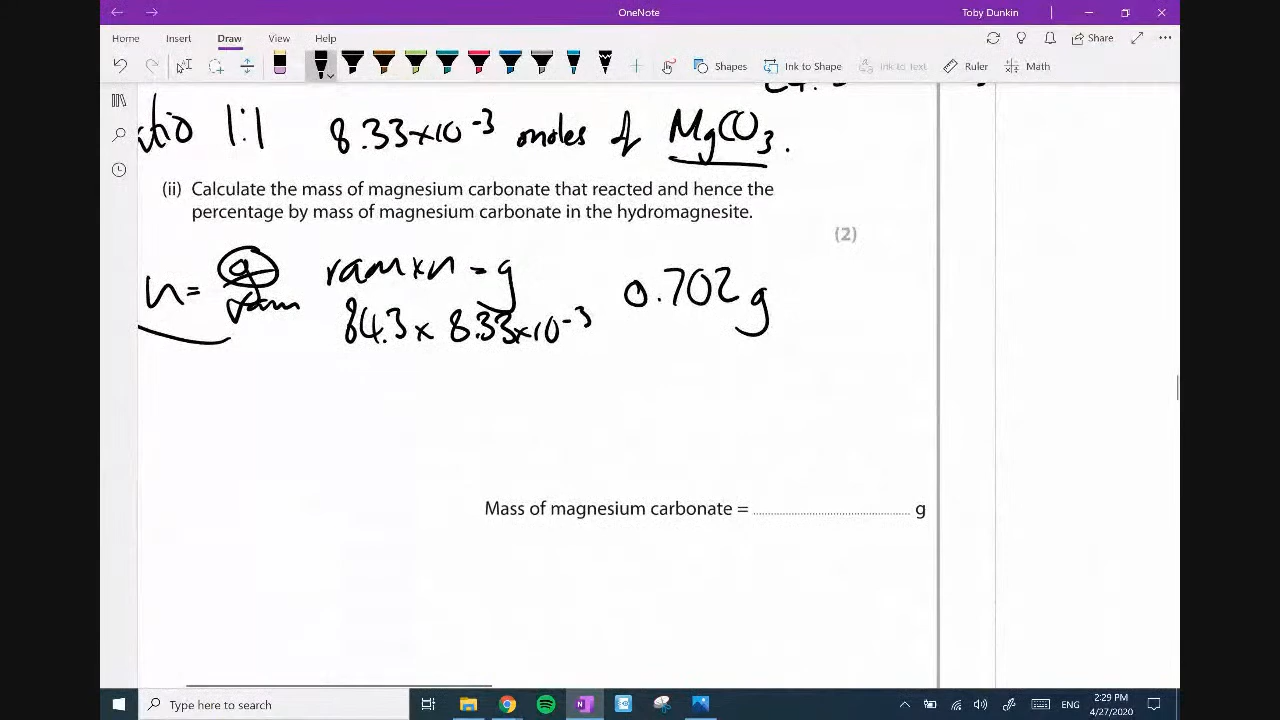 OneNote
Toby Dunkin
Home Insert Draw View Help
Share
Shapes Ink to Shape Ink to Text Ruler Math
tio 1:1 8.33×10⁻³ moles of MgCO₃.
(ii) Calculate the mass of magnesium carbonate that reacted and hence the
percentage by mass of magnesium carbonate in the hydromagnesite.
(2)
n = g/ram ram×n = g
84.3 × 8.33×10⁻³ 0.702 g
Mass of magnesium carbonate = ........................................ g
Type here to search
ENG
2:29 PM
4/27/2020